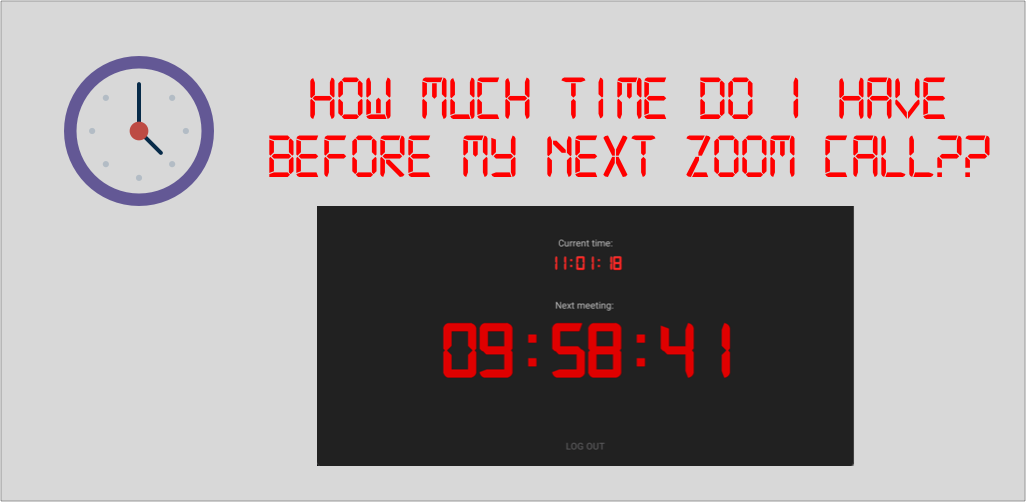 HOW MUCH TIME DO I HAVE
BEFORE MY NEXT ZOOM CALL??
Current time:
11:01:18
Next meeting:
09:58:41
LOG OUT